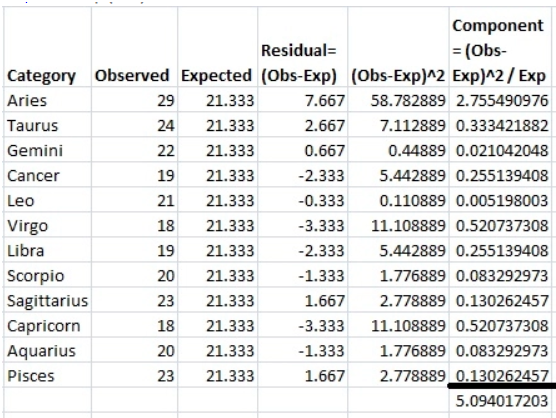 Component
= (Obs-
Residual=
Category Observed Expected (Obs-Exp) (Obs-Exp)^2 Exp)^2 / Exp
Aries 29 21.333 7.667 58.782889 2.755490976
Taurus 24 21.333 2.667 7.112889 0.333421882
Gemini 22 21.333 0.667 0.44889 0.021042048
Cancer 19 21.333 -2.333 5.442889 0.255139408
Leo 21 21.333 -0.333 0.110889 0.005198003
Virgo 18 21.333 -3.333 11.108889 0.520737308
Libra 19 21.333 -2.333 5.442889 0.255139408
Scorpio 20 21.333 -1.333 1.776889 0.083292973
Sagittarius 23 21.333 1.667 2.778889 0.130262457
Capricorn 18 21.333 -3.333 11.108889 0.520737308
Aquarius 20 21.333 -1.333 1.776889 0.083292973
Pisces 23 21.333 1.667 2.778889 0.130262457
5.094017203